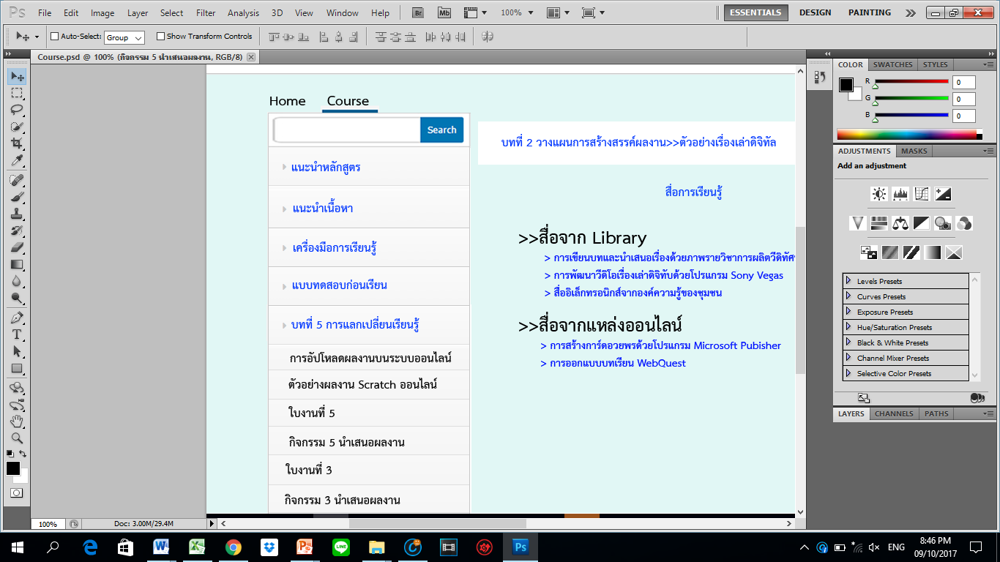 Ps File Edit Image Layer Select Filter Analysis 3D View Window Help Br Mb 100% ESSENTIALS DESIGN PAINTING
Auto-Select: Group Show Transform Controls
Course.psd @ 100% (กิจกรรม 5 นำเสนอผลงาน, RGB/8)
Home Course
Search
แนะนำหลักสูตร
แนะนำเนื้อหา
เครื่องมือการเรียนรู้
แบบทดสอบก่อนเรียน
บทที่ 5 การแลกเปลี่ยนเรียนรู้
การอัปโหลดผลงานบนระบบออนไลน์
ตัวอย่างผลงาน Scratch ออนไลน์
ใบงานที่ 5
กิจกรรม 5 นำเสนอผลงาน
ใบงานที่ 3
กิจกรรม 3 นำเสนอผลงาน
บทที่ 2 วางแผนการสร้างสรรค์ผลงาน>>ตัวอย่างเรื่องเล่าดิจิทัล
สื่อการเรียนรู้
>>สื่อจาก Library
> การเขียนบทและนำเสนอเรื่องด้วยภาพรายวิชาการผลิตวีดิทัศ
> การพัฒนาวีดิโอเรื่องเล่าดิจิทับด้วยโปรแกรม Sony Vegas
> สื่ออิเล็กทรอนิกส์จากองค์ความรู้ของชุมชน
>>สื่อจากแหล่งออนไลน์
> การสร้างการ์ดอวยพรด้วยโปรแกรม Microsoft Pubisher
> การออกแบบบทเรียน WebQuest
COLOR SWATCHES STYLES
R 0
G 0
B 0
ADJUSTMENTS MASKS
Add an adjustment
Levels Presets
Curves Presets
Exposure Presets
Hue/Saturation Presets
Black & White Presets
Channel Mixer Presets
Selective Color Presets
LAYERS CHANNELS PATHS
100% Doc: 3.00M/29.4M
LINE Ps ENG 8:46 PM
09/10/2017